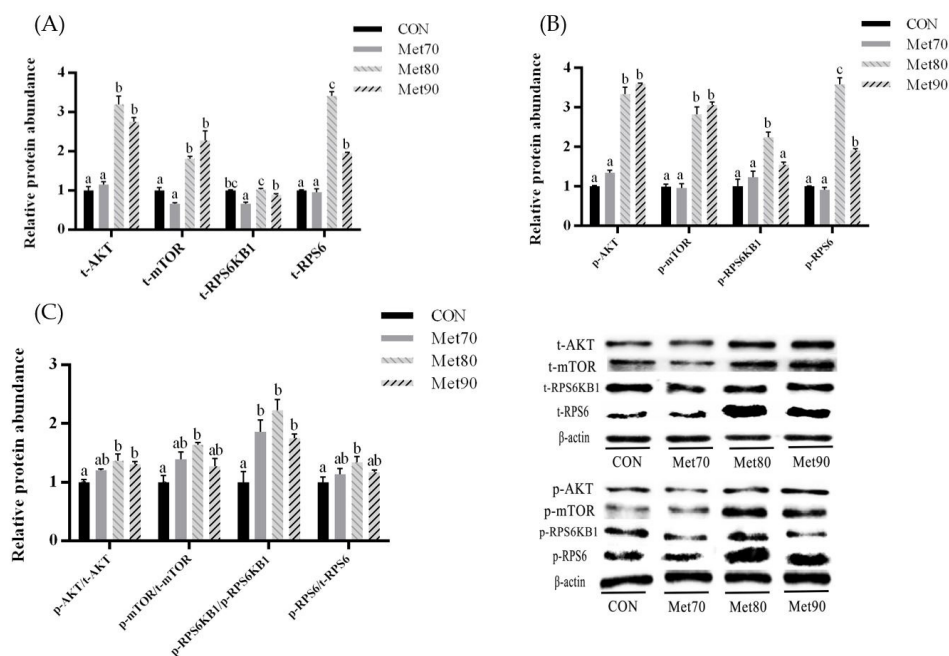 (A)
CON
Met70
Met80
Met90
Relative protein abundance
4
3
2
1
0
a a b b
a a b b
bc a c b
a a c b
t-AKT
t-mTOR
t-RPS6KB1
t-RPS6
(B)
CON
Met70
Met80
Met90
Relative protein abundance
5
4
3
2
1
0
a a b b
a a b b
a a b a
a a c b
p-AKT
p-mTOR
p-RPS6KB1
p-RPS6
(C)
CON
Met70
Met80
Met90
Relative protein abundance
3
2
1
0
a ab b b
a ab b ab
a b b b
a ab b ab
p-AKT/t-AKT
p-mTOR/t-mTOR
p-RPS6KB1/p-RPS6KB1
p-RPS6/t-RPS6
t-AKT
t-mTOR
t-RPS6KB1
t-RPS6
β-actin
CON Met70 Met80 Met90
p-AKT
p-mTOR
p-RPS6KB1
p-RPS6
β-actin
CON Met70 Met80 Met90